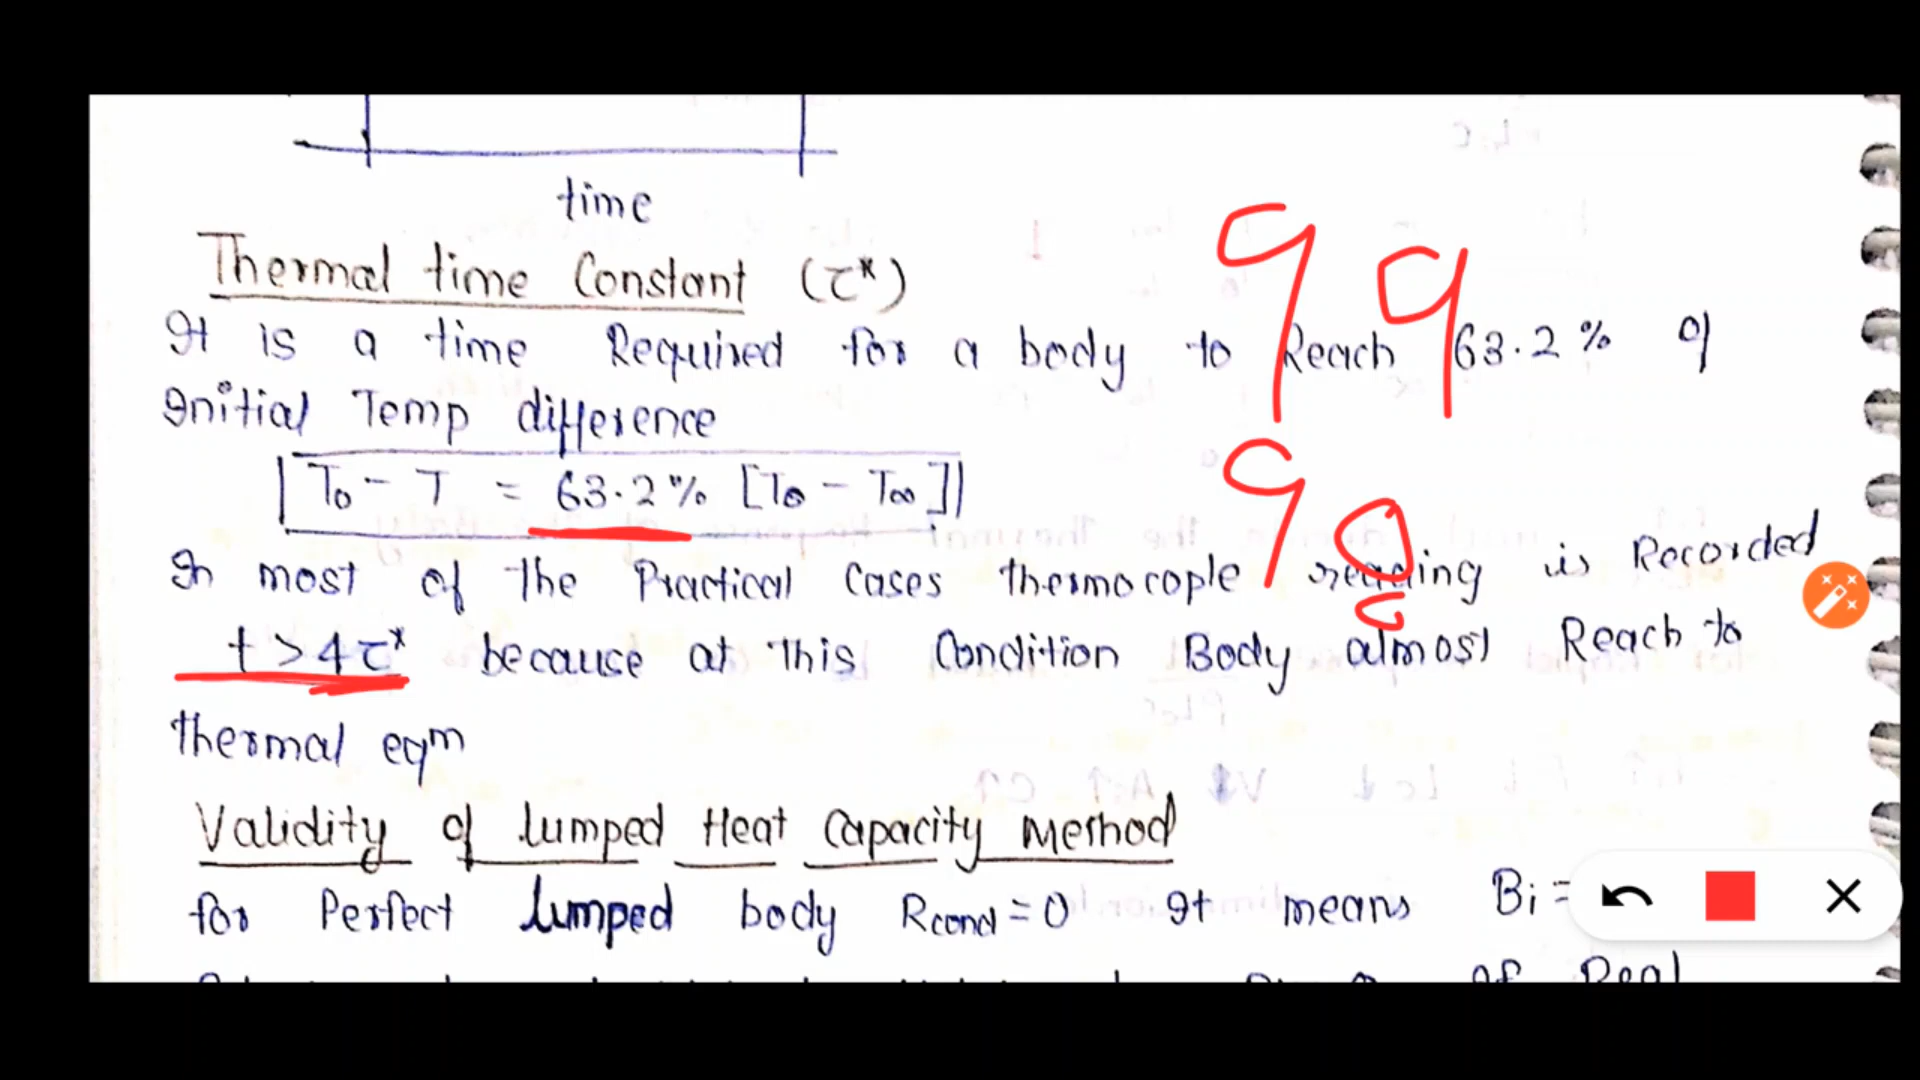 time
Thermal time Constant (τ*)
It is a time Required for a body to Reach 63.2% of
Initial Temp difference
T₀ - T = 63.2% [T₀ - T∞]
In most of the Practical Cases thermocople reading is Recorded
t > 4τ* because at This Condition Body almost Reach to
thermal eqm
Validity of lumped Heat Capacity Method
for Perfect lumped body Rcond = 0 It means Bi =
of Real
99
98